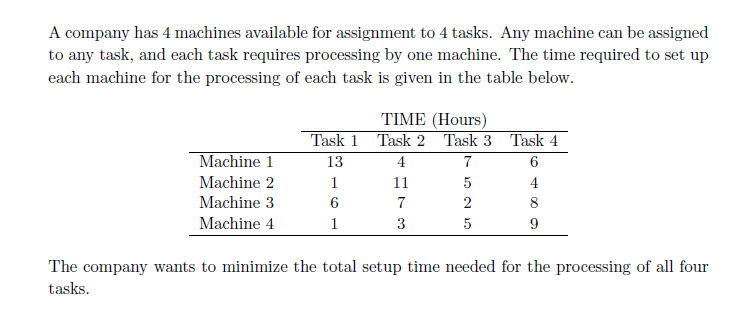 A company has 4 machines available for assignment to 4 tasks. Any machine can be assigned
to any task, and each task requires processing by one machine. The time required to set up
each machine for the processing of each task is given in the table below.
TIME (Hours)
Task 1 Task 2 Task 3 Task 4
Machine 1 13 4 7 6
Machine 2 1 11 5 4
Machine 3 6 7 2 8
Machine 4 1 3 5 9
The company wants to minimize the total setup time needed for the processing of all four
tasks.